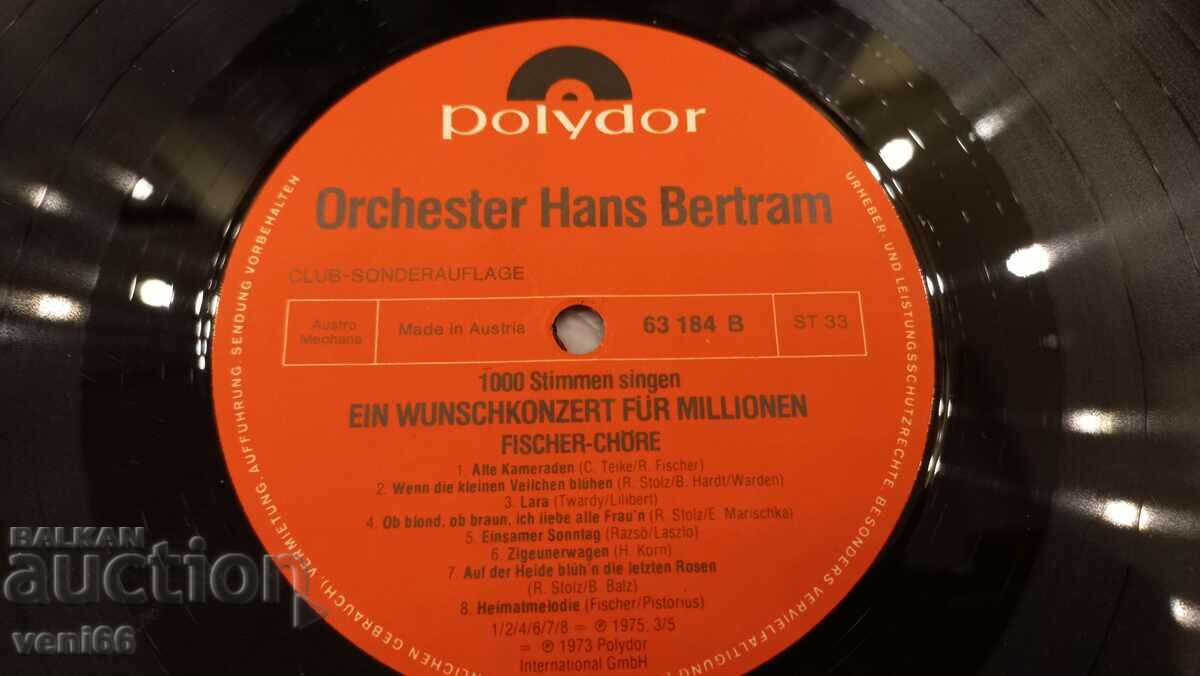 polydor
Orchester Hans Bertram
CLUB-SONDERAUFLAGE
Austro Mechana
Made in Austria
63 184 B
ST 33
1000 Stimmen singen
EIN WUNSCHKONZERT FÜR MILLIONEN
FISCHER-CHÖRE
1. Alte Kameraden (C. Teike/R. Fischer)
2. Wenn die kleinen Veilchen blühen (R. Stolz/B. Hardt/Warden)
3. Lara (Twardy/Lilibert)
4. Ob blond, ob braun, ich liebe alle Frau'n (R. Stolz/E. Marischka)
5. Einsamer Sonntag (Razsö/Laszlo)
6. Zigeunerwagen (H. Korn)
7. Auf der Heide blüh'n die letzten Rosen
(R. Stolz/B. Balz)
8. Heimatmelodie (Fischer/Pistorius)
1/2/4/6/7/8 = ℗ 1975; 3/5
= ℗ 1973 Polydor
International GmbH
URHEBER- UND LEISTUNGSSCHUTZRECHTE BESONDERS VERVIELFÄLTIGUNG
NLICHEN GEBRAUCH), VERMIETUNG, AUFFÜHRUNG, SENDUNG VORBEHALTEN
BALKAN
auction
veni66